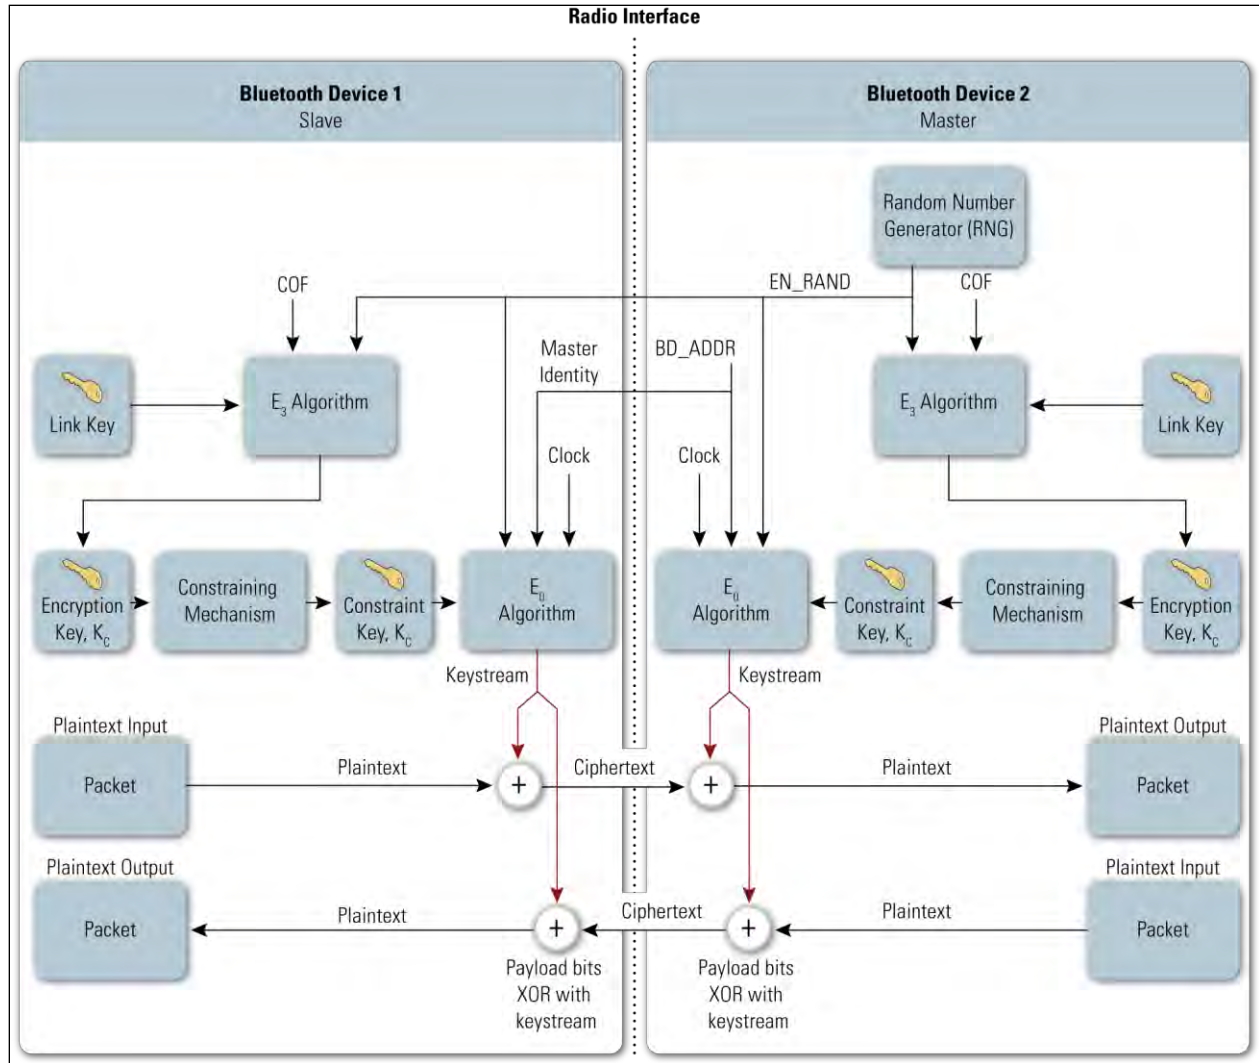 Radio Interface
Bluetooth Device 1
Slave
Bluetooth Device 2
Master
Random Number
Generator (RNG)
COF
EN_RAND
COF
Master
Identity
BD_ADDR
Link Key
E3 Algorithm
E3 Algorithm
Link Key
Clock
Clock
Encryption
Key, KC
Constraining
Mechanism
Constraint
Key, KC
E0
Algorithm
E0
Algorithm
Constraint
Key, KC
Constraining
Mechanism
Encryption
Key, KC
Keystream
Keystream
Plaintext Input
Plaintext Output
Packet
Plaintext
+
Ciphertext
+
Plaintext
Packet
Plaintext Output
Plaintext Input
Packet
Plaintext
+
Ciphertext
+
Plaintext
Packet
Payload bits
XOR with
keystream
Payload bits
XOR with
keystream